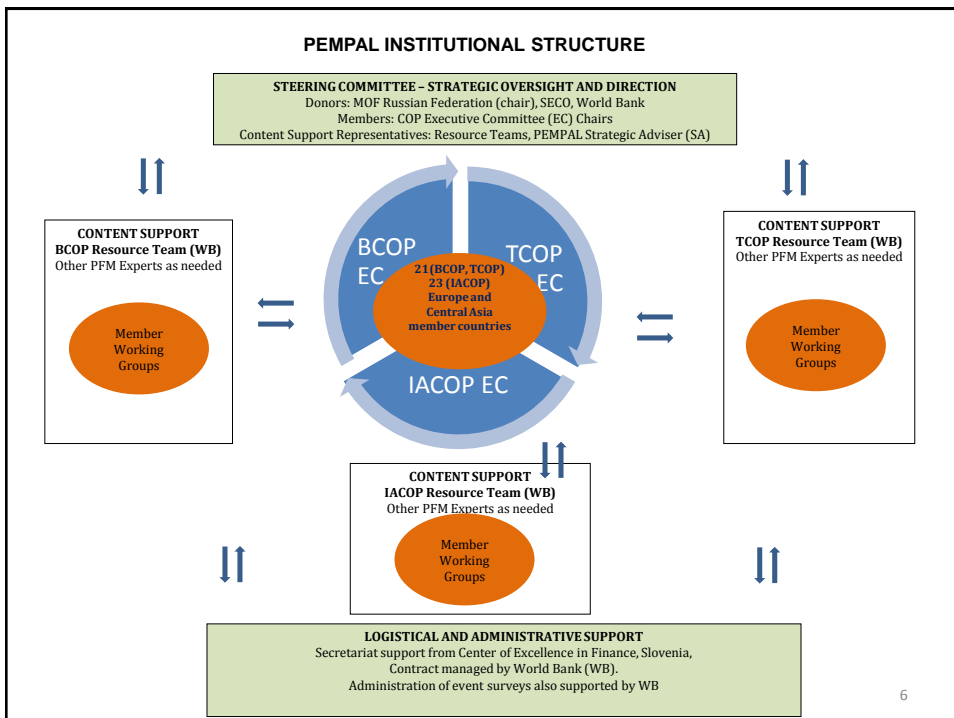 PEMPAL INSTITUTIONAL STRUCTURE
STEERING COMMITTEE – STRATEGIC OVERSIGHT AND DIRECTION
Donors: MOF Russian Federation (chair), SECO, World Bank
Members: COP Executive Committee (EC) Chairs
Content Support Representatives: Resource Teams, PEMPAL Strategic Adviser (SA)
CONTENT SUPPORT
BCOP Resource Team (WB)
Other PFM Experts as needed
Member
Working
Groups
BCOP
EC
TCOP
EC
21(BCOP, TCOP)
23 (IACOP)
Europe and
Central Asia
member countries
IACOP EC
CONTENT SUPPORT
TCOP Resource Team (WB)
Other PFM Experts as needed
Member
Working
Groups
CONTENT SUPPORT
IACOP Resource Team (WB)
Other PFM Experts as needed
Member
Working
Groups
LOGISTICAL AND ADMINISTRATIVE SUPPORT
Secretariat support from Center of Excellence in Finance, Slovenia,
Contract managed by World Bank (WB).
Administration of event surveys also supported by WB
6